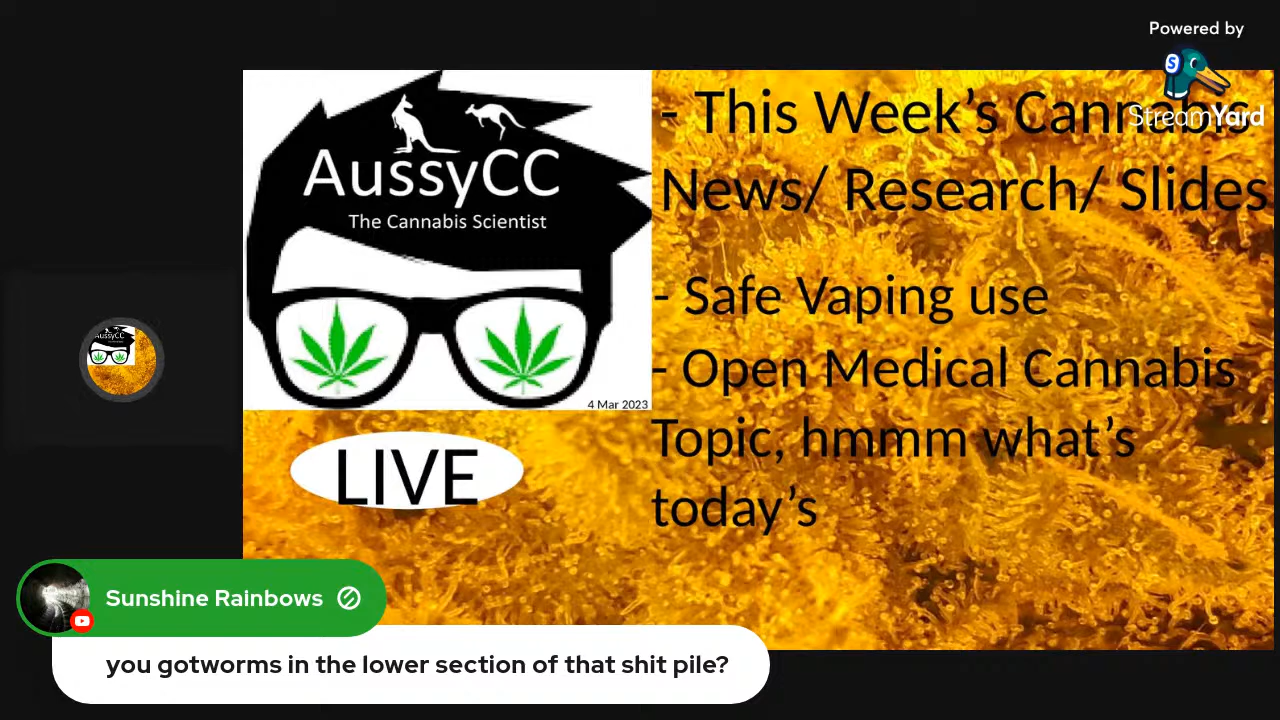 Powered by
StreamYard
- This Week's Cannabis
News/ Research/ Slides
AussyCC
The Cannabis Scientist
- Safe Vaping use
- Open Medical Cannabis
Topic, hmmm what's
today's
4 Mar 2023
LIVE
Sunshine Rainbows
you gotworms in the lower section of that shit pile?